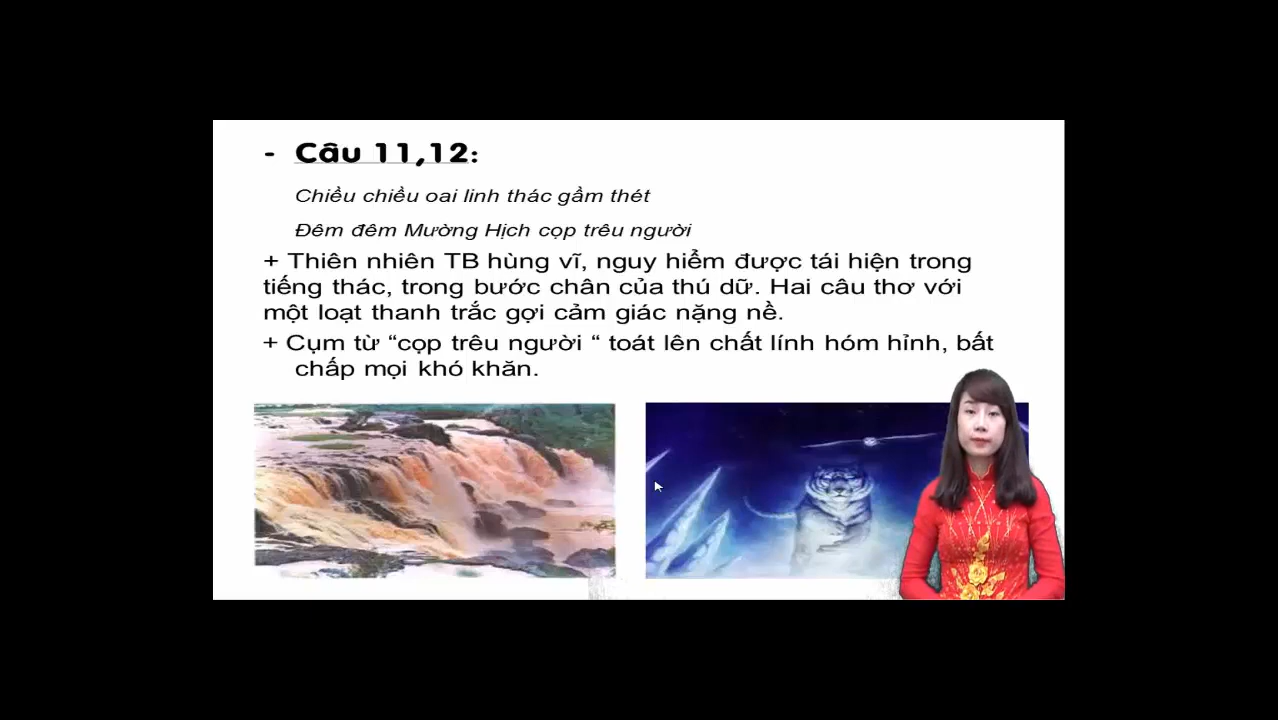 - Câu 11,12:
Chiều chiều oai linh thác gầm thét
Đêm đêm Mường Hịch cọp trêu người
+ Thiên nhiên TB hùng vĩ, nguy hiểm được tái hiện trong
tiếng thác, trong bước chân của thú dữ. Hai câu thơ với
một loạt thanh trắc gợi cảm giác nặng nề.
+ Cụm từ “cọp trêu người “ toát lên chất lính hóm hỉnh, bất
chấp mọi khó khăn.